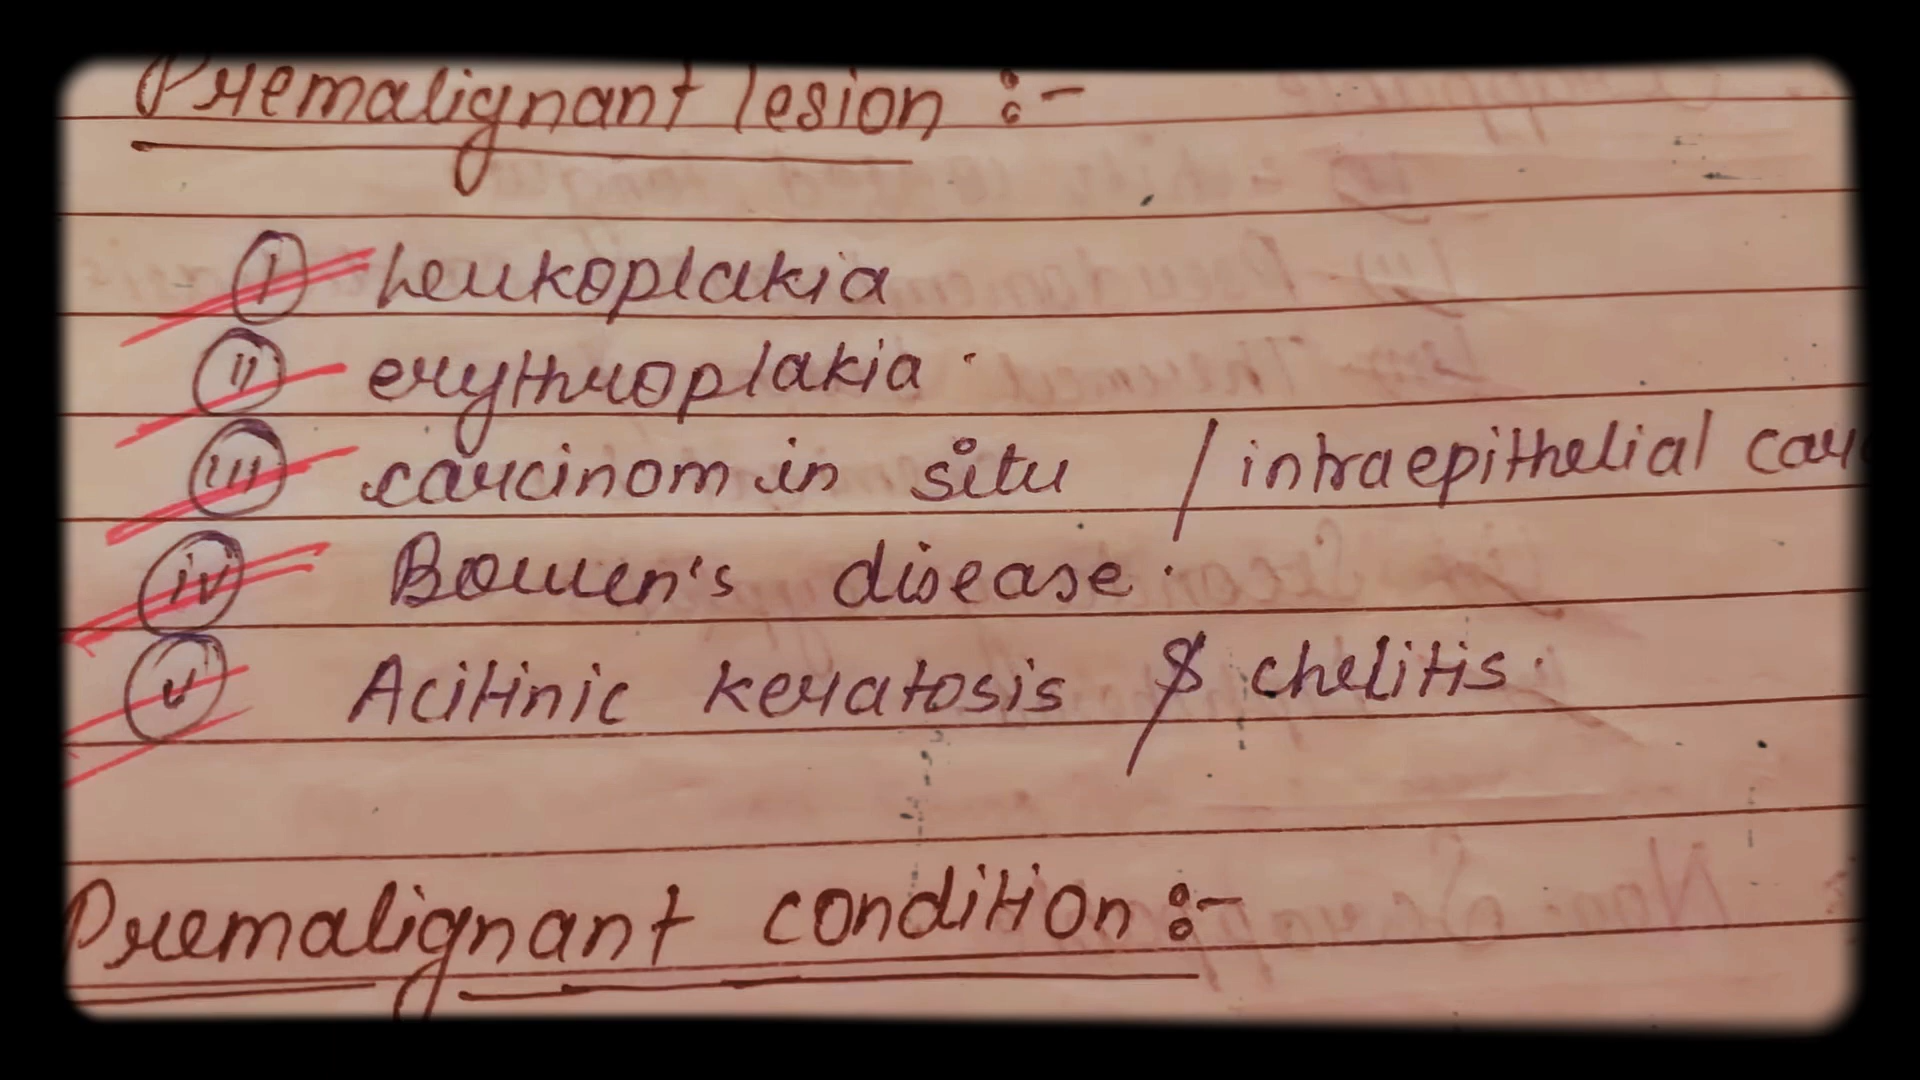 Premalignant lesion :-
I Leukoplakia
II erythroplakia .
III carcinom in situ / intraepithelial
IV Bowen's disease .
V Acitinic keratosis $ chelitis .
Premalignant condition :-